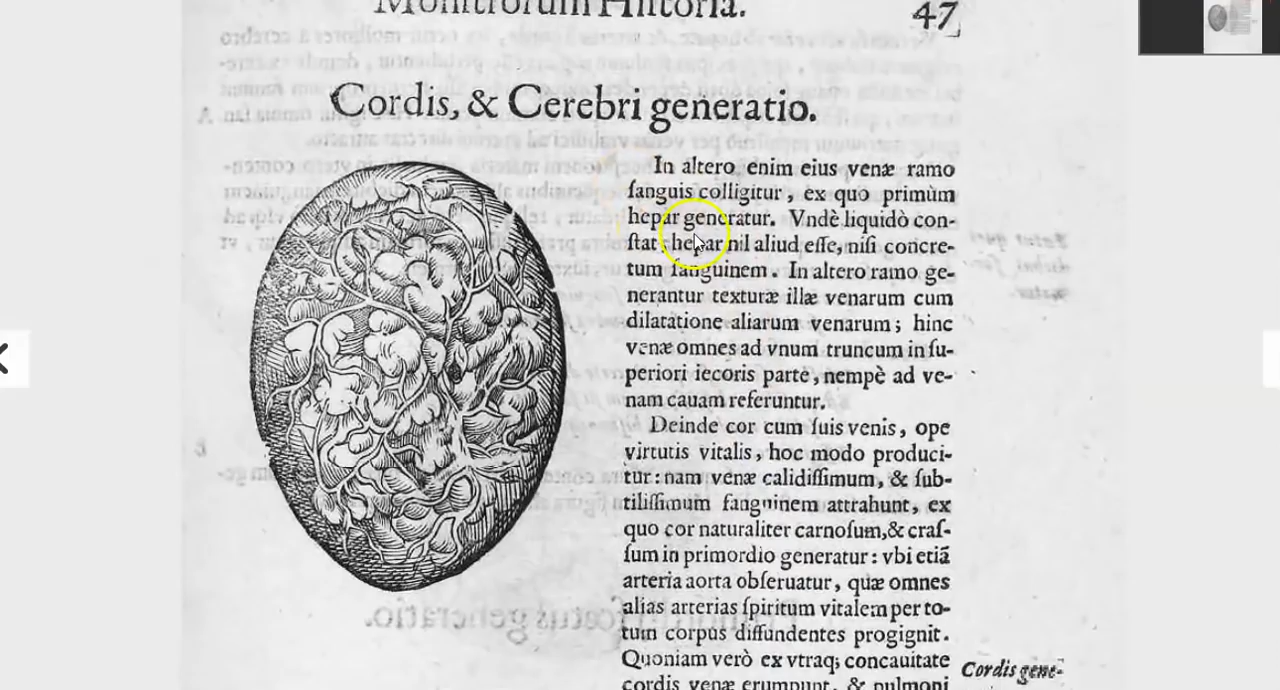 Monſtrorum Hiſtoria.
47
Cordis, & Cerebri generatio.
In altero enim eius venæ ramo
ſanguis colligitur, ex quo primùm
hepar generatur. Vndè liquidò con-
ſtat, hepar nil aliud eſſe, niſi concre-
tum ſanguinem. In altero ramo ge-
nerantur texturæ illæ venarum cum
dilatatione aliarum venarum; hinc
venæ omnes ad vnum truncum in ſu-
periori iecoris parte, nempè ad ve-
nam cauam referuntur.
Deinde cor cum ſuis venis, ope
virtutis vitalis, hoc modo produci-
tur: nam venæ calidiſſimum, & ſub-
tiliſſimum ſanguinem attrahunt, ex
quo cor naturaliter carnoſum, & craſ-
ſum in primordio generatur: vbi etiã
arteria aorta obſeruatur, quæ omnes
alias arterias ſpiritum vitalem per to-
tum corpus diffundentes progignit.
Quoniam verò ex vtraq; concauitate
Cordis gene-
cordis venæ erumpunt, & pulmoni